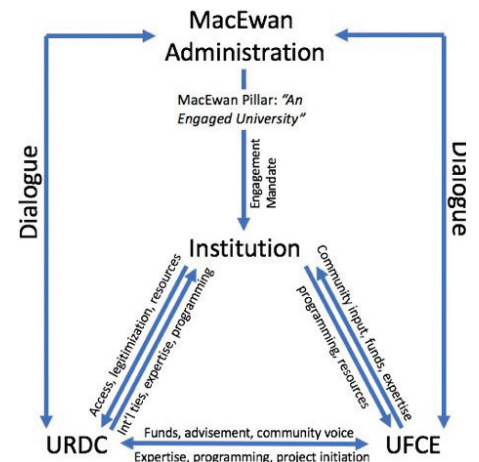 MacEwan
Administration
MacEwan Pillar: "An
Engaged University"
Dialogue
Engagement
Mandate
Dialogue
Institution
Access, legitimization, resources
Int'l ties, expertise, programming
Community input, funds, expertise
programming, resources
URDC
Funds, advisement, community voice
Expertise, programming, project initiation
UFCE